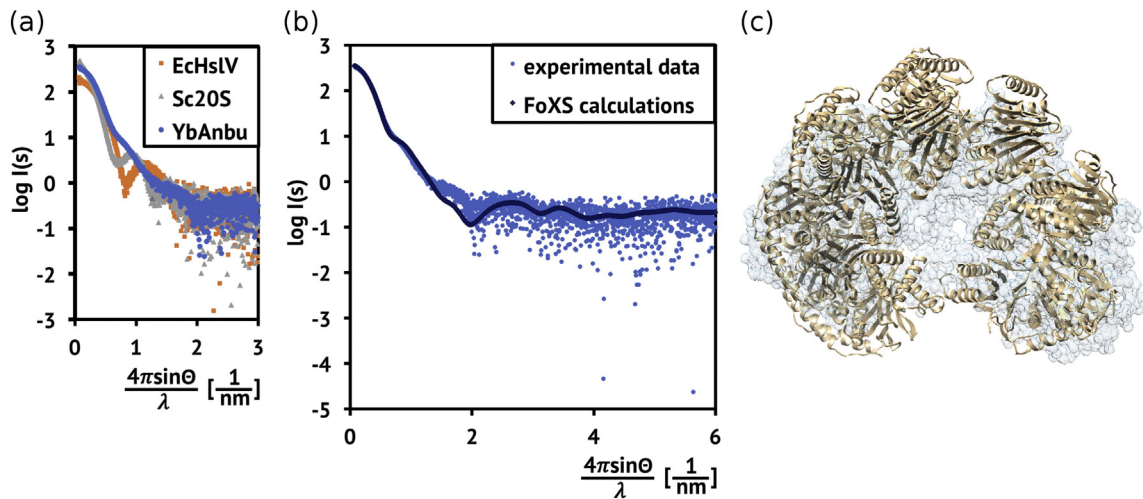 (a)
3
2
1
0
-1
-2
-3
log I(s)
EcHslV
Sc20S
YbAnbu
0 1 2 3
4πsinΘ
λ
[1
nm]
(b)
3
2
1
0
-1
-2
-3
-4
-5
log I(s)
experimental data
FoXS calculations
0 2 4 6
4πsinΘ
λ
[1
nm]
(c)